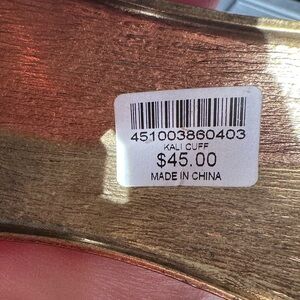 451003860403
KALI CUFF
$45.00
MADE IN CHINA